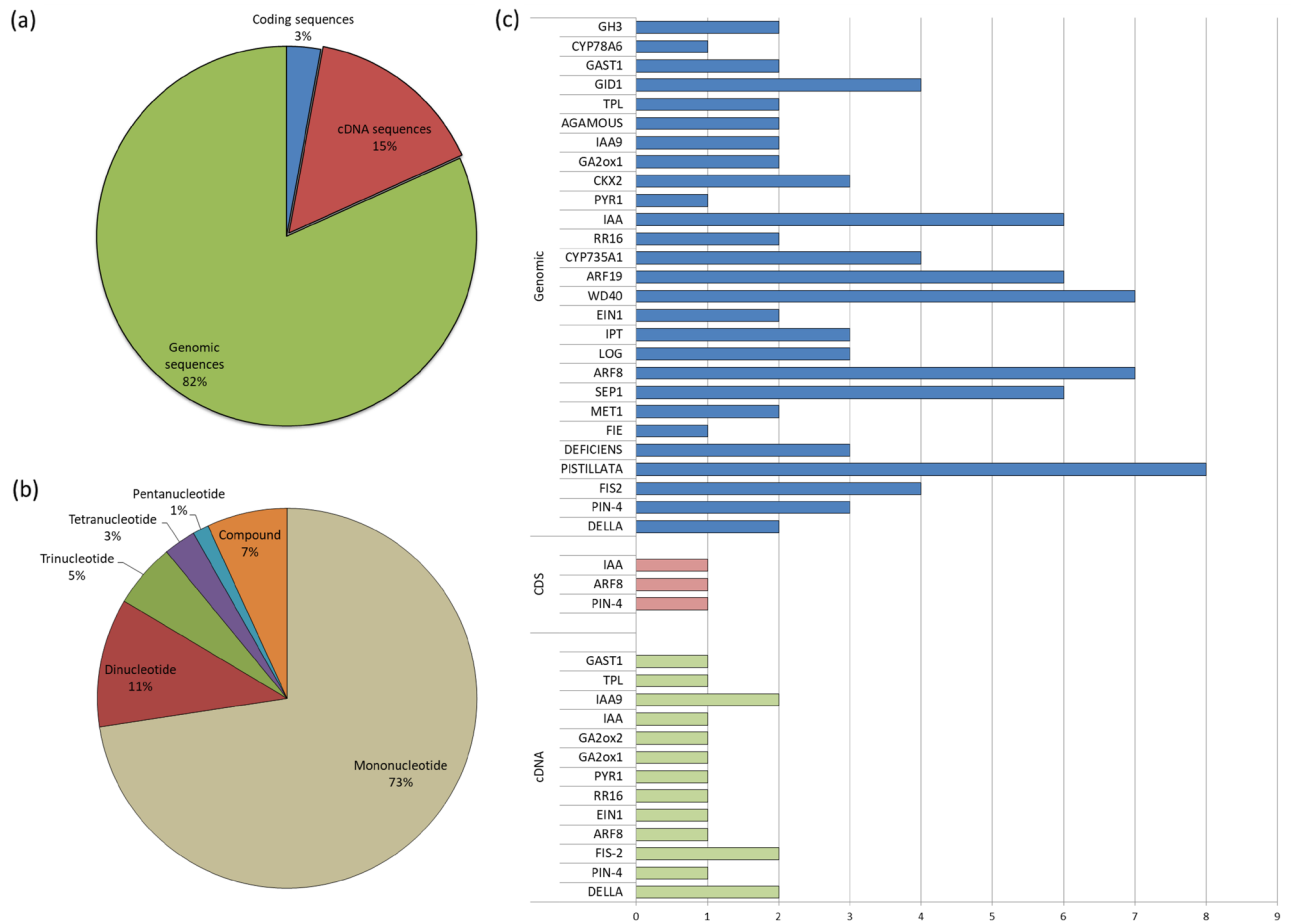 (a)
Coding sequences
3%
cDNA sequences
15%
Genomic
sequences
82%
(b)
Pentanucleotide
1%
Tetranucleotide
3%
Trinucleotide
5%
Compound
7%
Dinucleotide
11%
Mononucleotide
73%
(c)
Genomic
GH3
CYP78A6
GAST1
GID1
TPL
AGAMOUS
IAA9
GA2ox1
CKX2
PYR1
IAA
RR16
CYP735A1
ARF19
WD40
EIN1
IPT
LOG
ARF8
SEP1
MET1
FIE
DEFICIENS
PISTILLATA
FIS2
PIN-4
DELLA
CDS
IAA
ARF8
PIN-4
cDNA
GAST1
TPL
IAA9
IAA
GA2ox2
GA2ox1
PYR1
RR16
EIN1
ARF8
FIS-2
PIN-4
DELLA
0 1 2 3 4 5 6 7 8 9